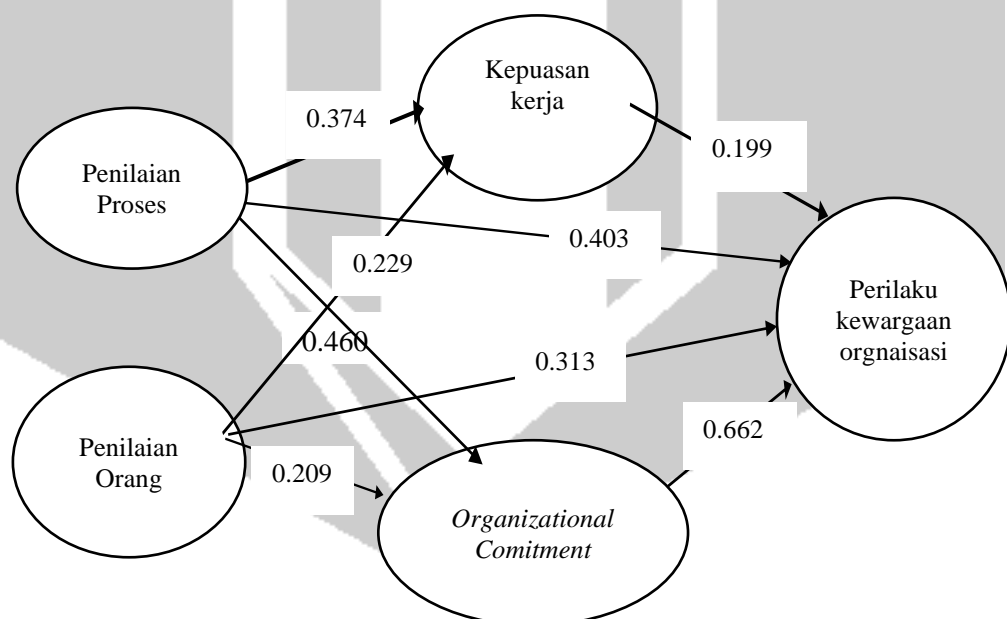 Kepuasan
kerja
0.374
0.199
Penilaian
Proses
0.403
0.229
Perilaku
kewargaan
orgnaisasi
0.460
0.313
0.662
Penilaian
Orang
0.209
Organizational
Comitment